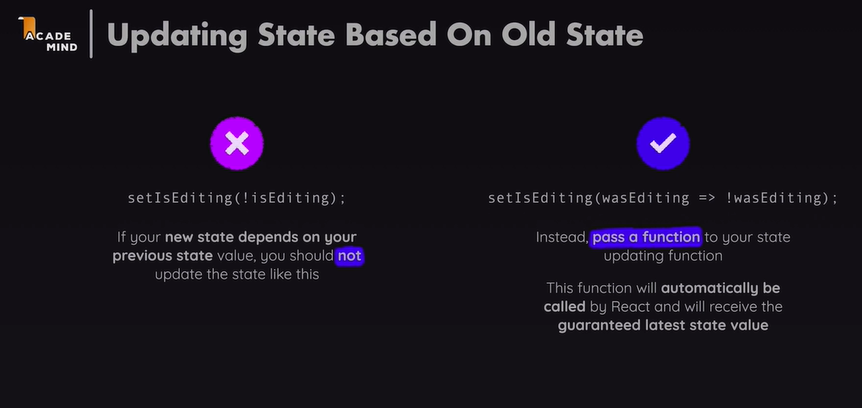 ACADE
MIND
Updating State Based On Old State
setIsEditing(!isEditing);
If your new state depends on your
previous state value, you should not
update the state like this
setIsEditing(wasEditing => !wasEditing);
Instead, pass a function to your state
updating function
This function will automatically be
called by React and will receive the
guaranteed latest state value